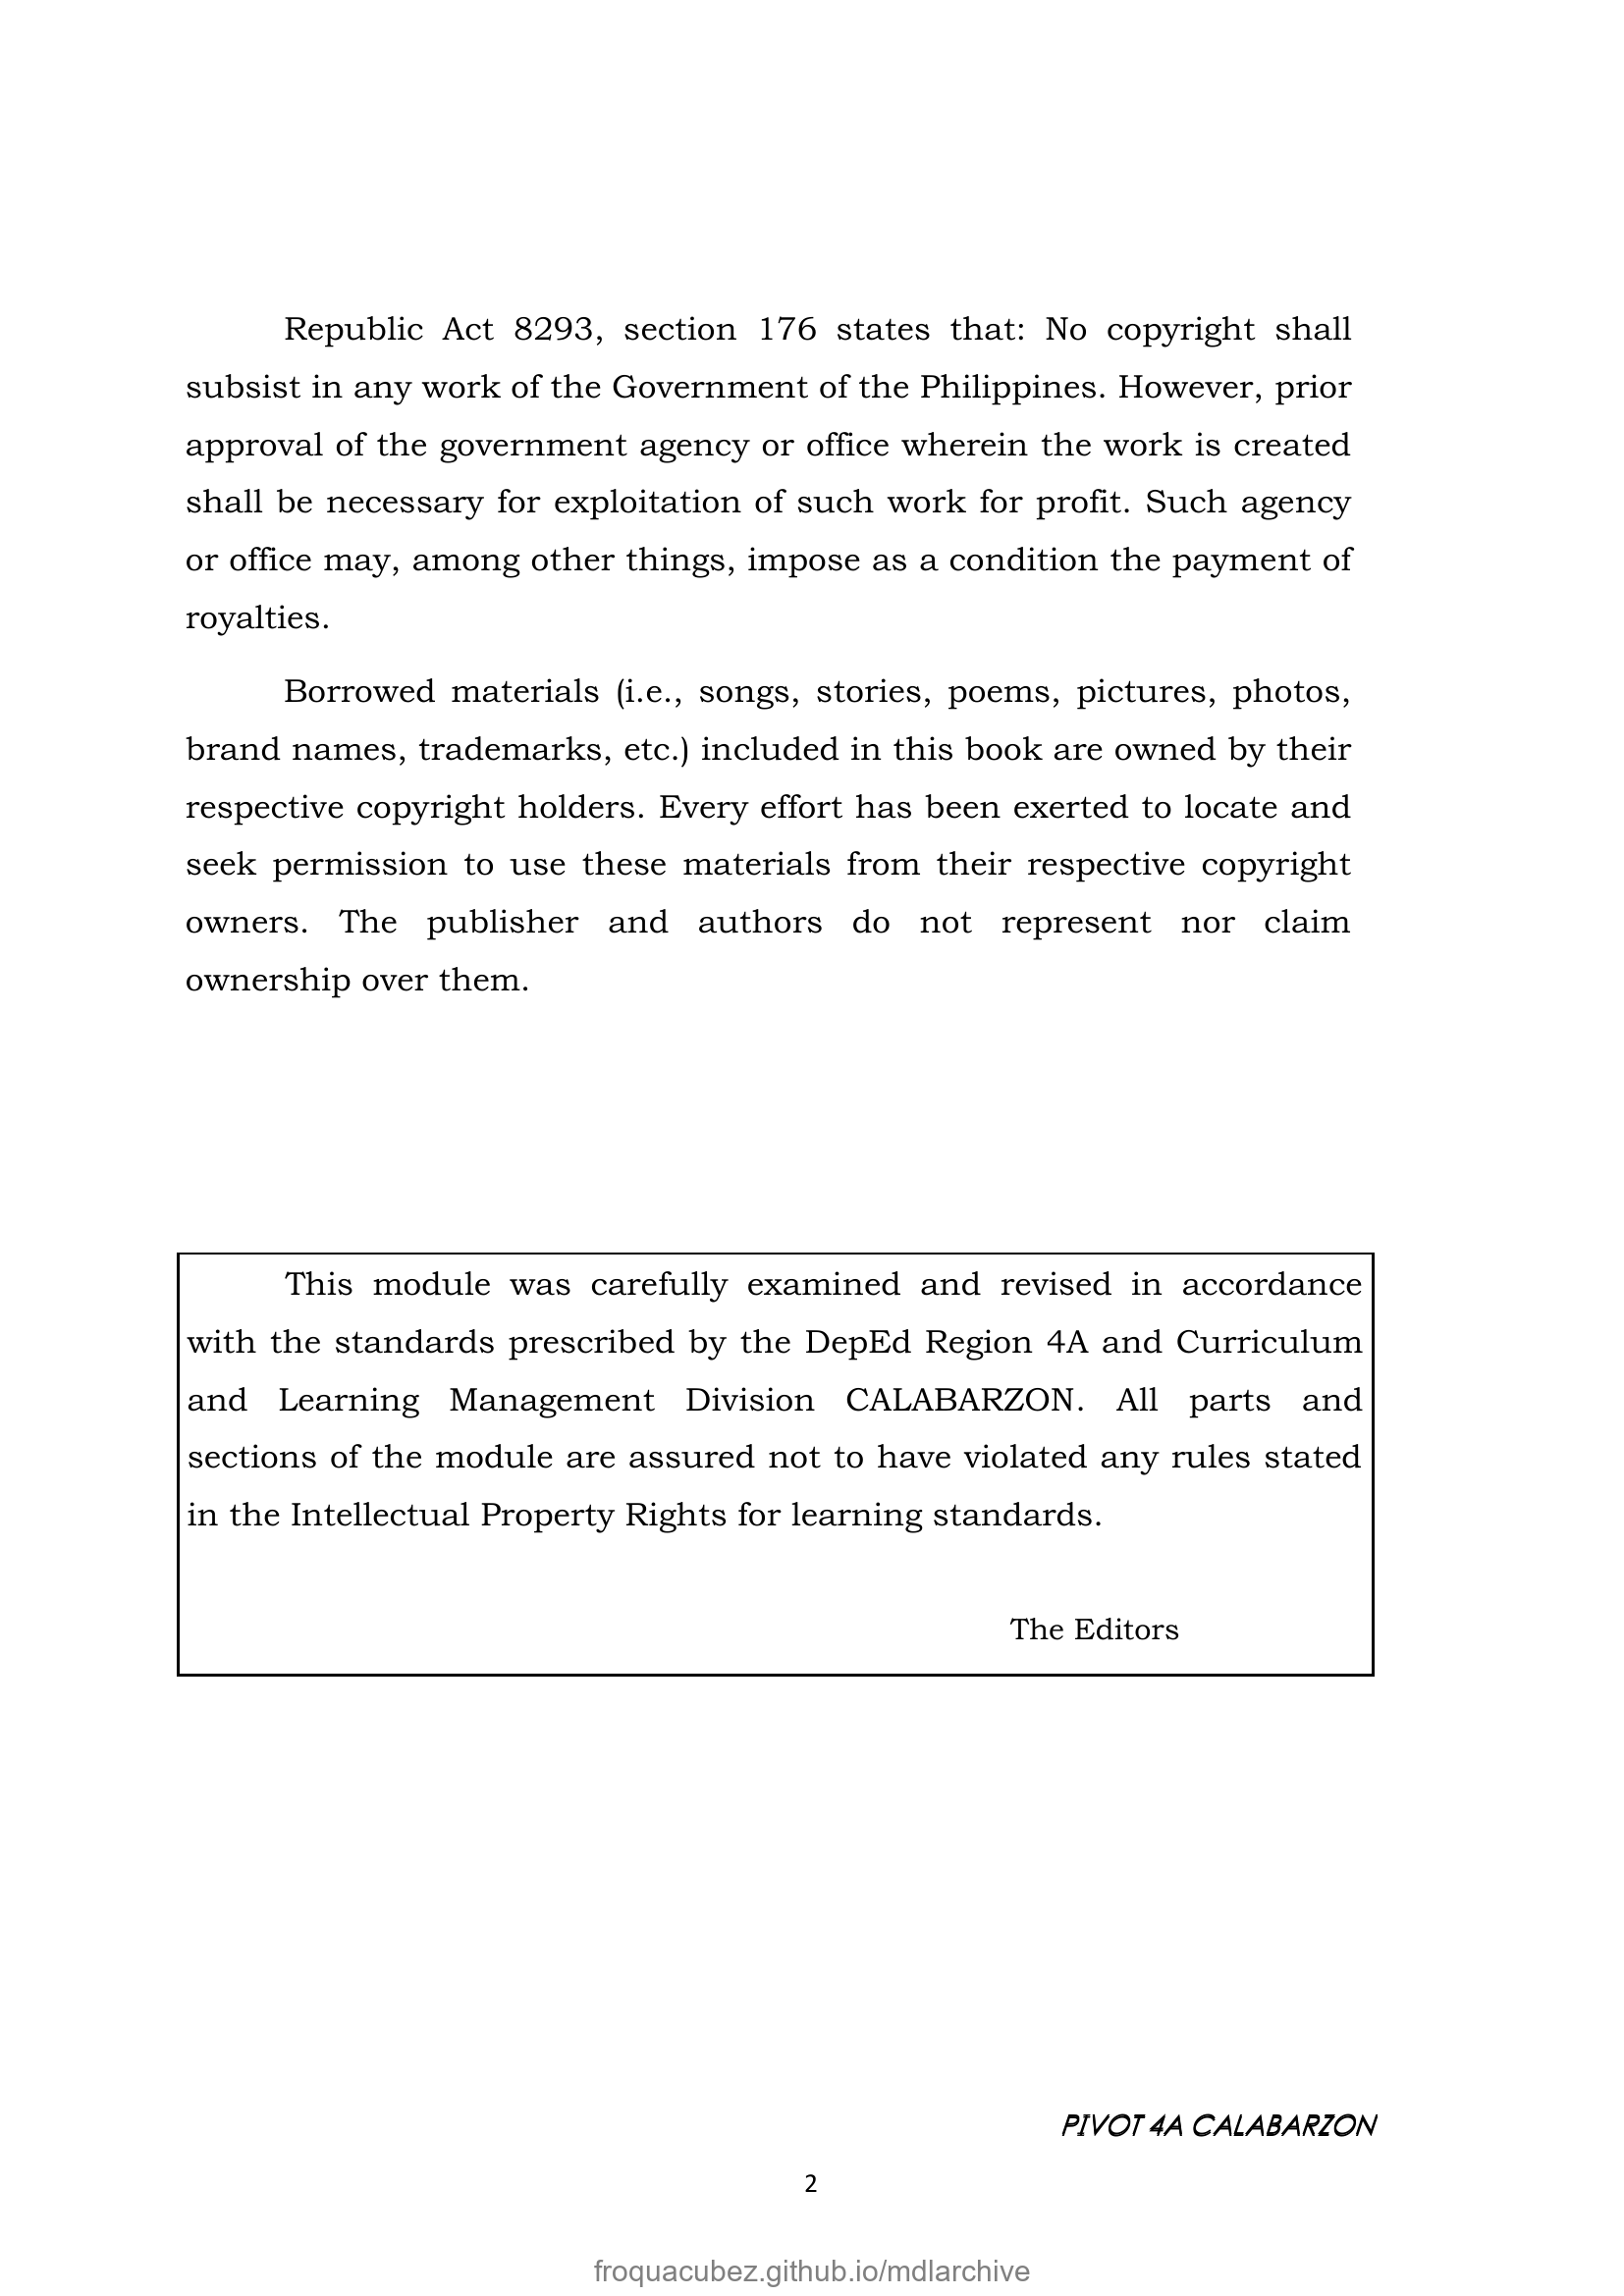 Republic Act 8293, section 176 states that: No copyright shall
subsist in any work of the Government of the Philippines. However, prior
approval of the government agency or office wherein the work is created
shall be necessary for exploitation of such work for profit. Such agency
or office may, among other things, impose as a condition the payment of
royalties.
Borrowed materials (i.e., songs, stories, poems, pictures, photos,
brand names, trademarks, etc.) included in this book are owned by their
respective copyright holders. Every effort has been exerted to locate and
seek permission to use these materials from their respective copyright
owners. The publisher and authors do not represent nor claim
ownership over them.
This module was carefully examined and revised in accordance
with the standards prescribed by the DepEd Region 4A and Curriculum
and Learning Management Division CALABARZON. All parts and
sections of the module are assured not to have violated any rules stated
in the Intellectual Property Rights for learning standards.
The Editors
PIVOT 4A CALABARZON
2
froquacubez.github.io/mdlarchive